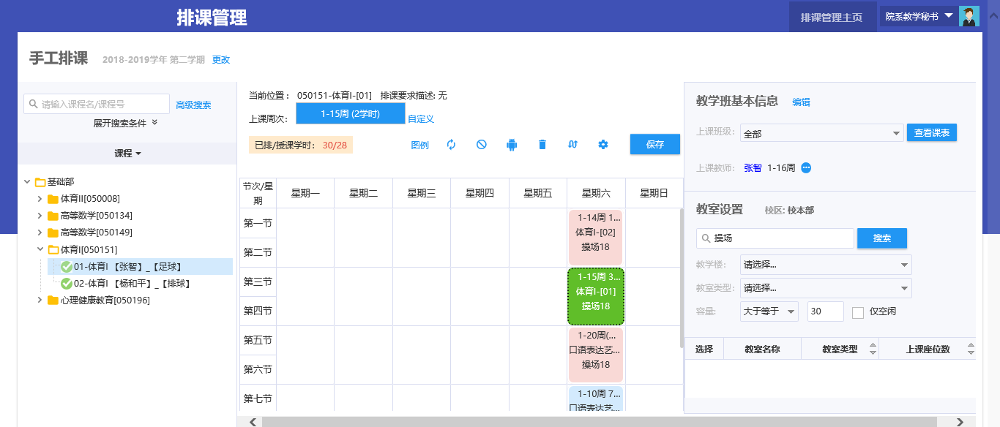 排课管理
排课管理主页
院系教学秘书
手工排课
2018-2019学年 第二学期 更改
请输入课程名/课程号
高级搜索
展开搜索条件
课程
基础部
体育II[050008]
高等数学[050134]
高等数学[050149]
体育I[050151]
01-体育I 【张智】_【足球】
02-体育I 【杨和平】_【排球】
心理健康教育[050196]
当前位置： 050151-体育I-[01] 排课要求描述: 无
上课周次: 1-15周 (2学时) 自定义
已排/授课学时: 30/28
图例
保存
节次/星期 星期一 星期二 星期三 星期四 星期五 星期六 星期日
第一节
第二节
第三节
第四节
第五节
第六节
第七节
1-14周 1...
体育I-[02]
操场18
1-15周 3...
体育I-[01]
操场18
1-20周(...
口语表达艺...
操场18
1-10周 7...
口语表达艺...
教学班基本信息 编辑
上课班级: 全部 查看课表
上课教师: 张智 1-16周
教室设置 校区: 校本部
操场 搜索
教学楼: 请选择...
教室类型: 请选择...
容量: 大于等于 30 仅空闲
选择 教室名称 教室类型 上课座位数